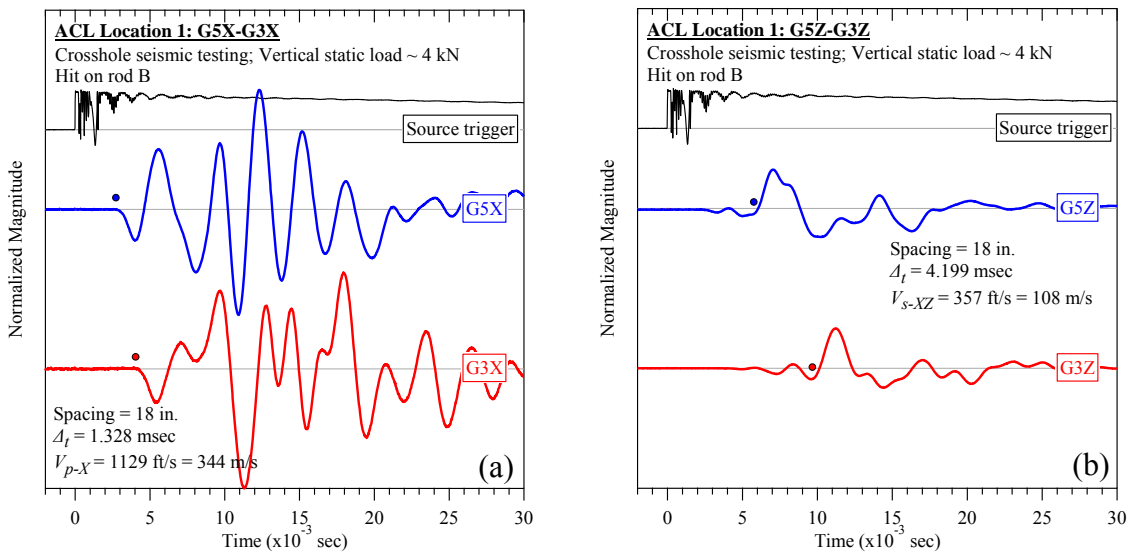 ACL Location 1: G5X-G3X
Crosshole seismic testing; Vertical static load ~ 4 kN
Hit on rod B
Source trigger
G5X
G3X
Spacing = 18 in.
Δt = 1.328 msec
Vp-X = 1129 ft/s = 344 m/s
(a)
Normalized Magnitude
0 5 10 15 20 25 30
Time (x10⁻³ sec)
ACL Location 1: G5Z-G3Z
Crosshole seismic testing; Vertical static load ~ 4 kN
Hit on rod B
Source trigger
G5Z
Spacing = 18 in.
Δt = 4.199 msec
Vs-XZ = 357 ft/s = 108 m/s
G3Z
(b)
Normalized Magnitude
0 5 10 15 20 25 30
Time (x10⁻³ sec)